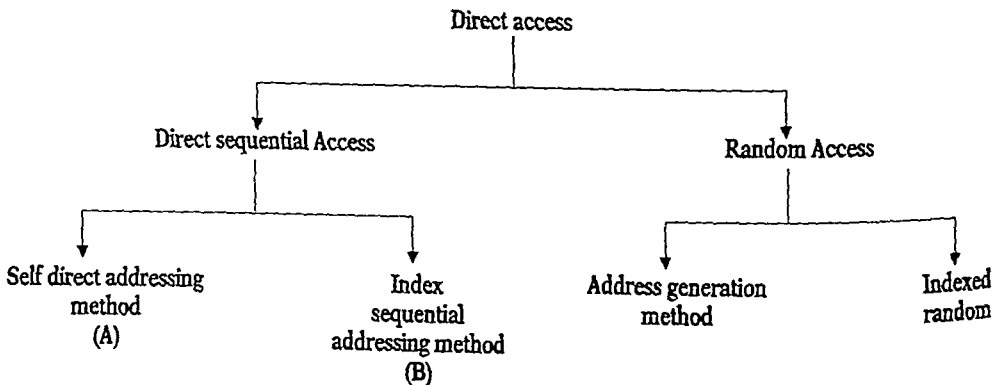 Direct access
Direct sequential Access
Random Access
Self direct addressing
method
(A)
Index
sequential
addressing method
(B)
Address generation
method
Indexed
random